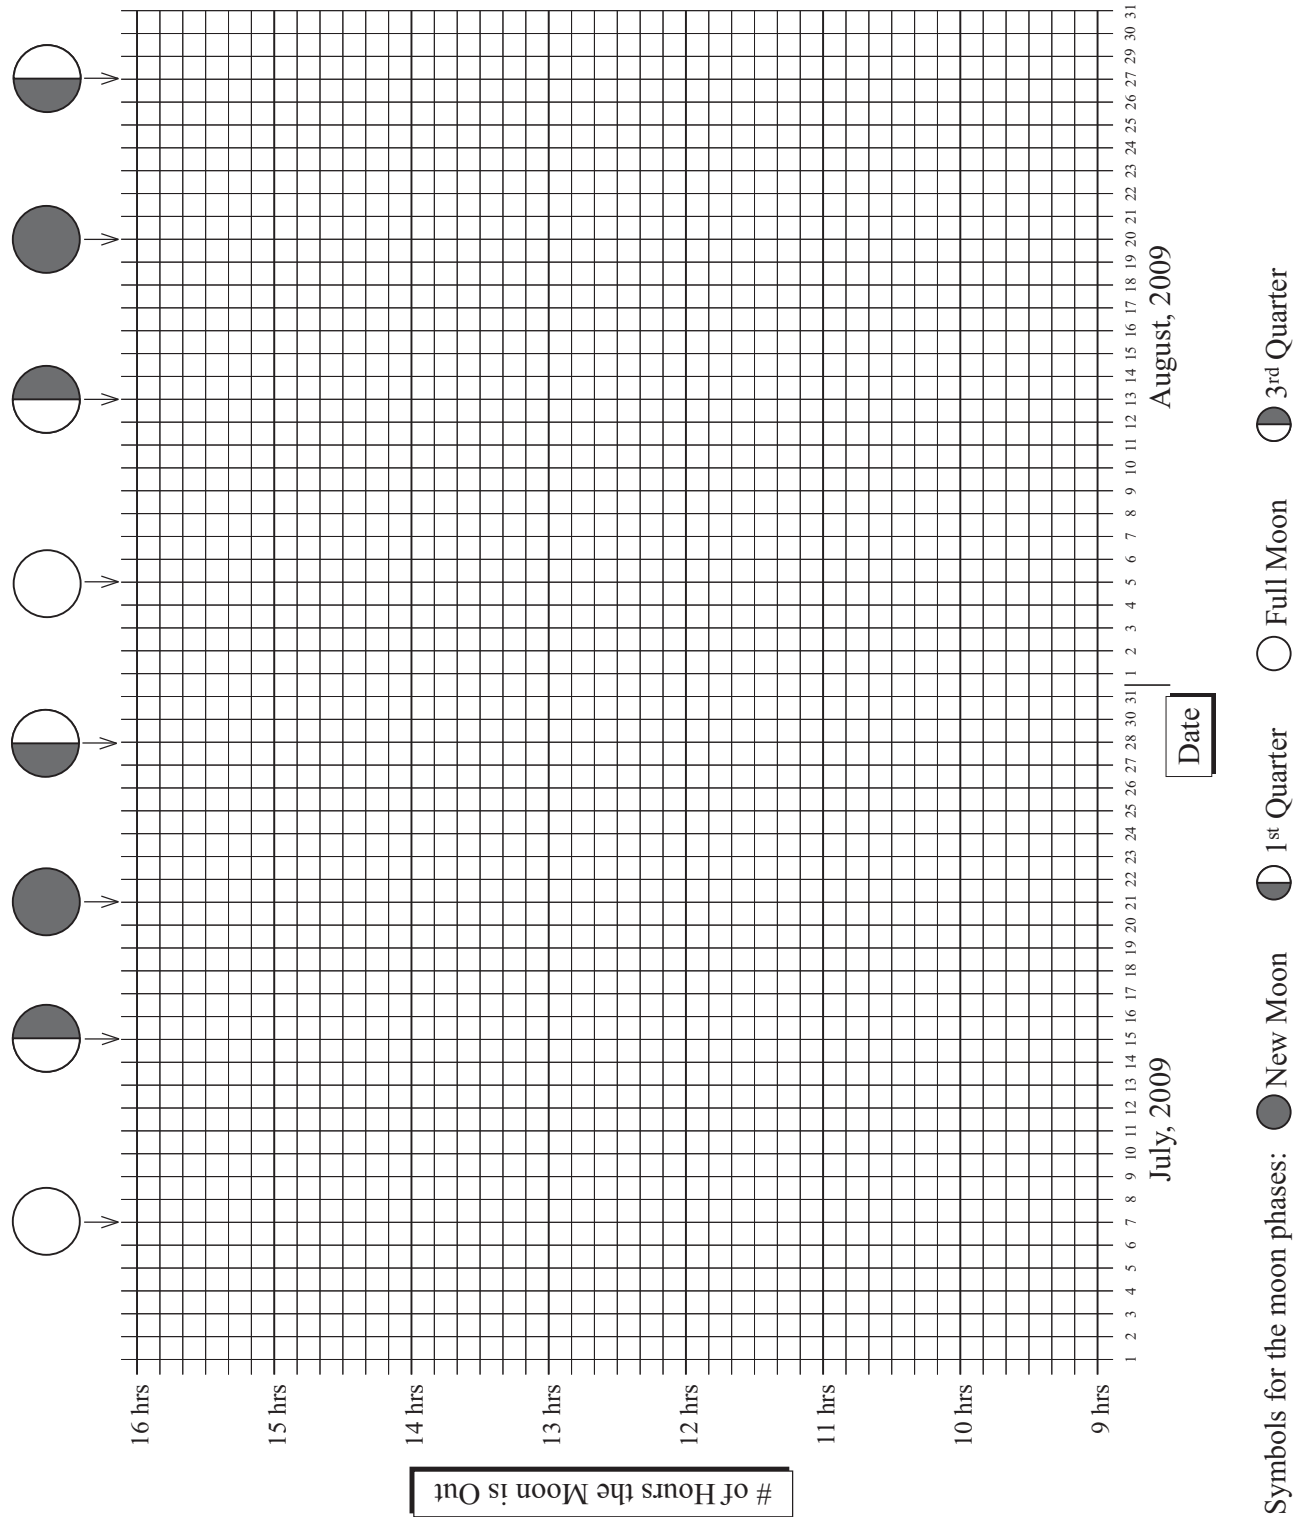 # of Hours the Moon is Out
16 hrs
15 hrs
14 hrs
13 hrs
12 hrs
11 hrs
10 hrs
9 hrs
1 2 3 4 5 6 7 8 9 10 11 12 13 14 15 16 17 18 19 20 21 22 23 24 25 26 27 28 29 30 31 1 2 3 4 5 6 7 8 9 10 11 12 13 14 15 16 17 18 19 20 21 22 23 24 25 26 27 28 29 30 31
July, 2009 August, 2009
Date
Symbols for the moon phases: New Moon 1st Quarter Full Moon 3rd Quarter